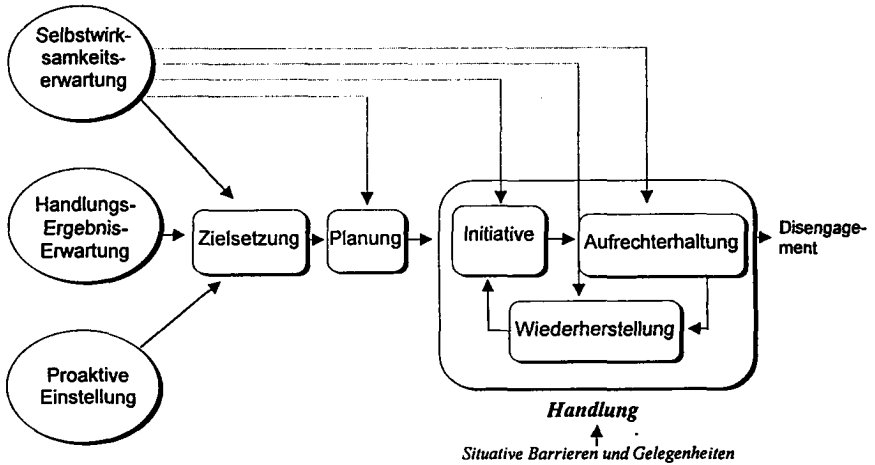 Selbstwirk-
samkeits-
erwartung
Handlungs-
Ergebnis-
Erwartung
Zielsetzung
Planung
Initiative
Aufrechterhaltung
Disengage-
ment
Wiederherstellung
Proaktive
Einstellung
Handlung
Situative Barrieren und Gelegenheiten